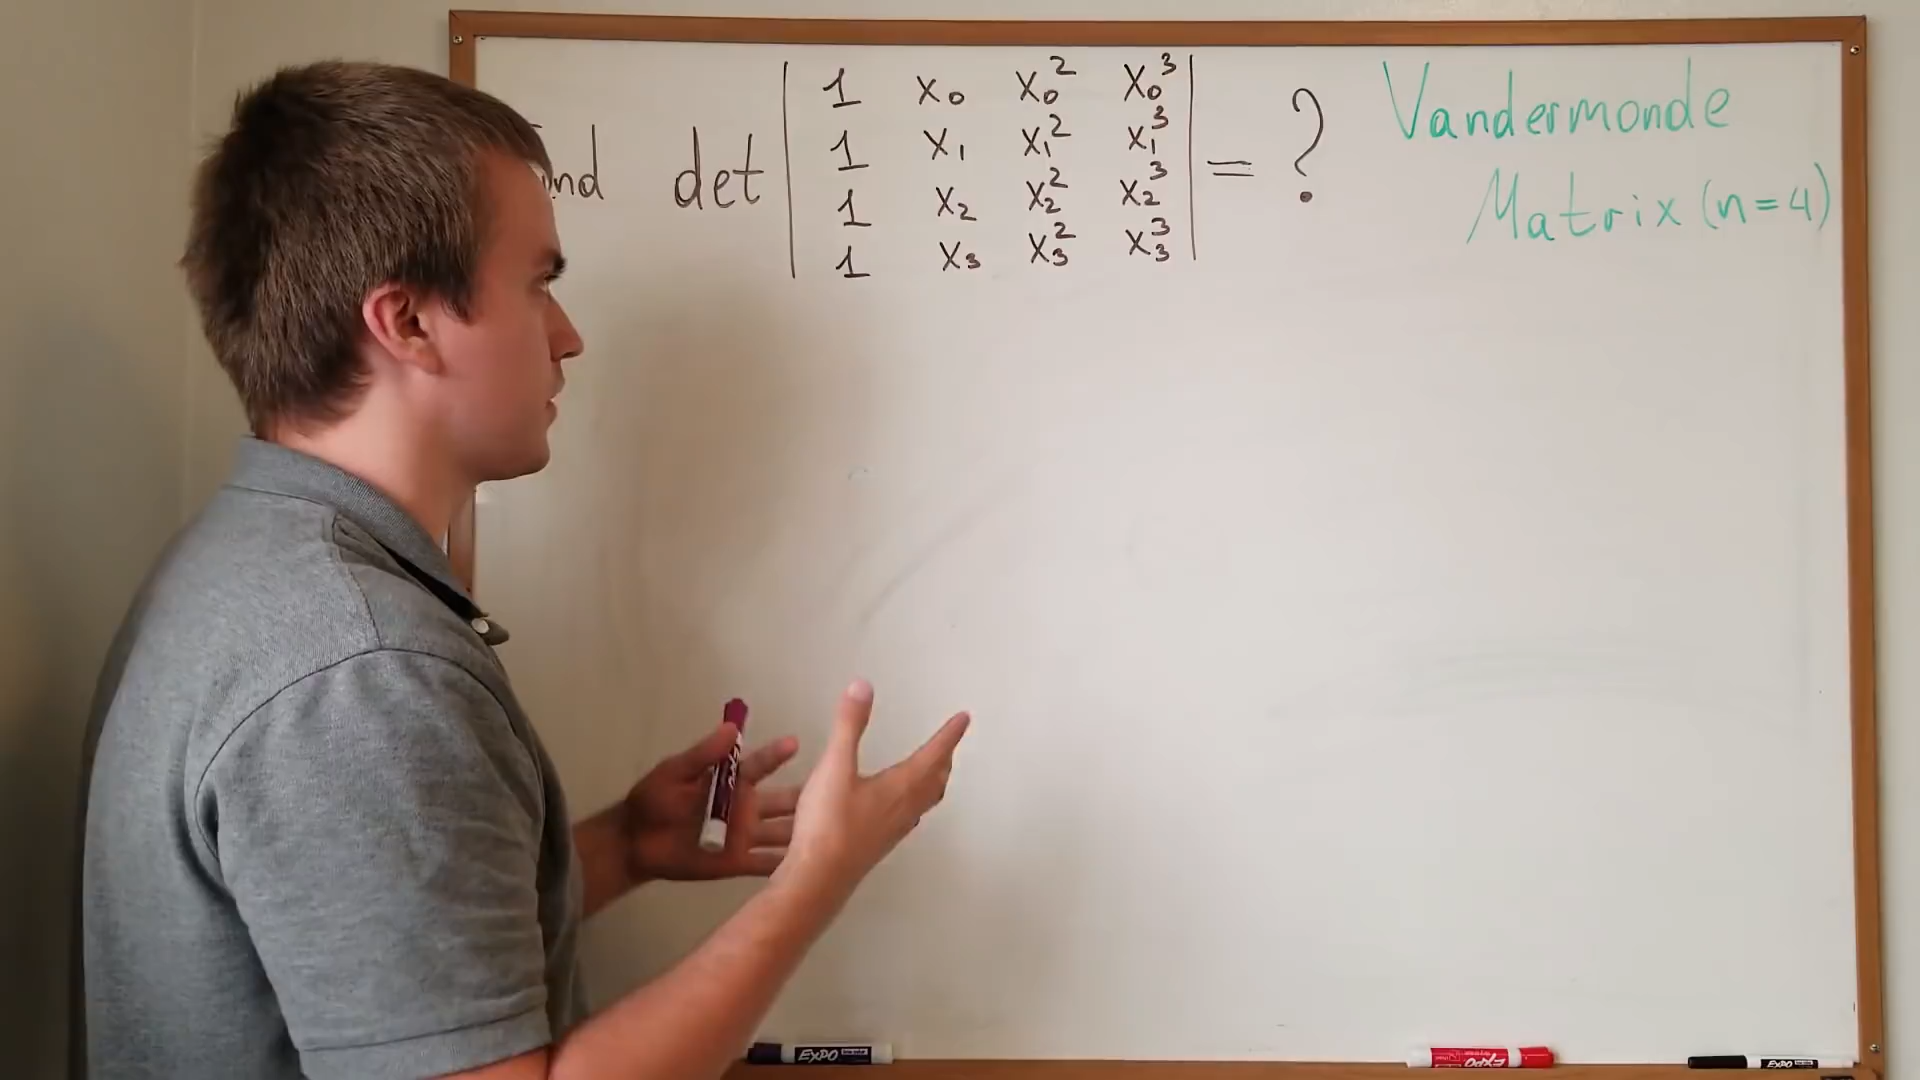 det | 1 x₀ x₀² x₀³ | = ?
1 x₁ x₁² x₁³
1 x₂ x₂² x₂³
1 x₃ x₃² x₃³
Vandermonde
Matrix (n=4)
EXPO
EXPO
EXPO
EXPO